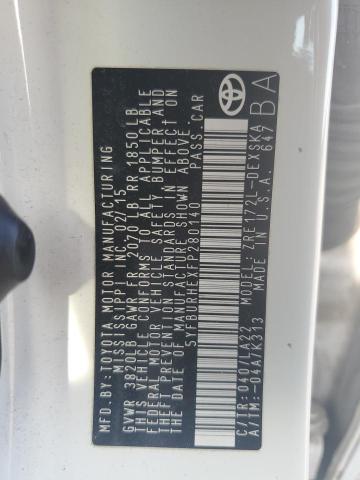 MFD.BY:TOYOTA MOTOR MANUFACTURING
MISSISSIPPI INC. 02/15
GVWR 3820LB GAWR FR 2070 LB RR 1850LB
THIS VEHICLE CONFORMS TO ALL APPLICABLE
FEDERAL MOTOR VEHICLE SAFETY, BUMPER, AND
THEFT PREVENTION STANDARDS IN EFFECT ON
THE DATE OF MANUFACTURE SHOWN ABOVE.
5YFBURHEXFP280140 PASS.CAR
C/TR: 040/LA22 ZRE172L-DEXSKA
A/TM:-04A/K313 MADE IN U.S.A. 647
BA